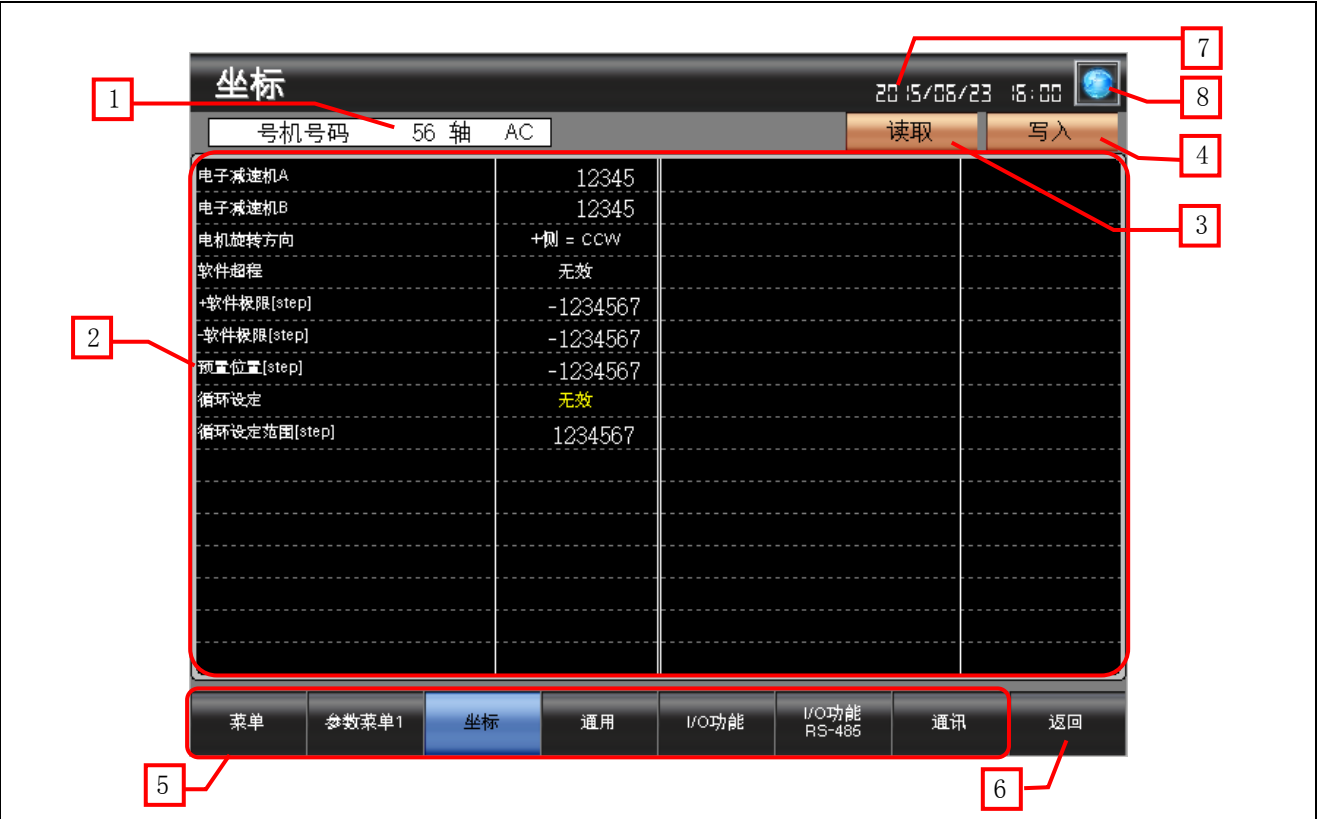 7
坐标
2015/06/23 16:00
8
1
号机号码 56 轴 AC
读取
写入
4
电子减速机A 12345
电子减速机B 12345
3
电机旋转方向 +侧 = CCW
软件超程 无效
+软件极限[step] -1234567
2
-软件极限[step] -1234567
预置位置[step] -1234567
循环设定 无效
循环设定范围[step] 1234567
菜单
参数菜单1
坐标
通用
I/O功能
I/O功能
RS-485
通讯
返回
5
6